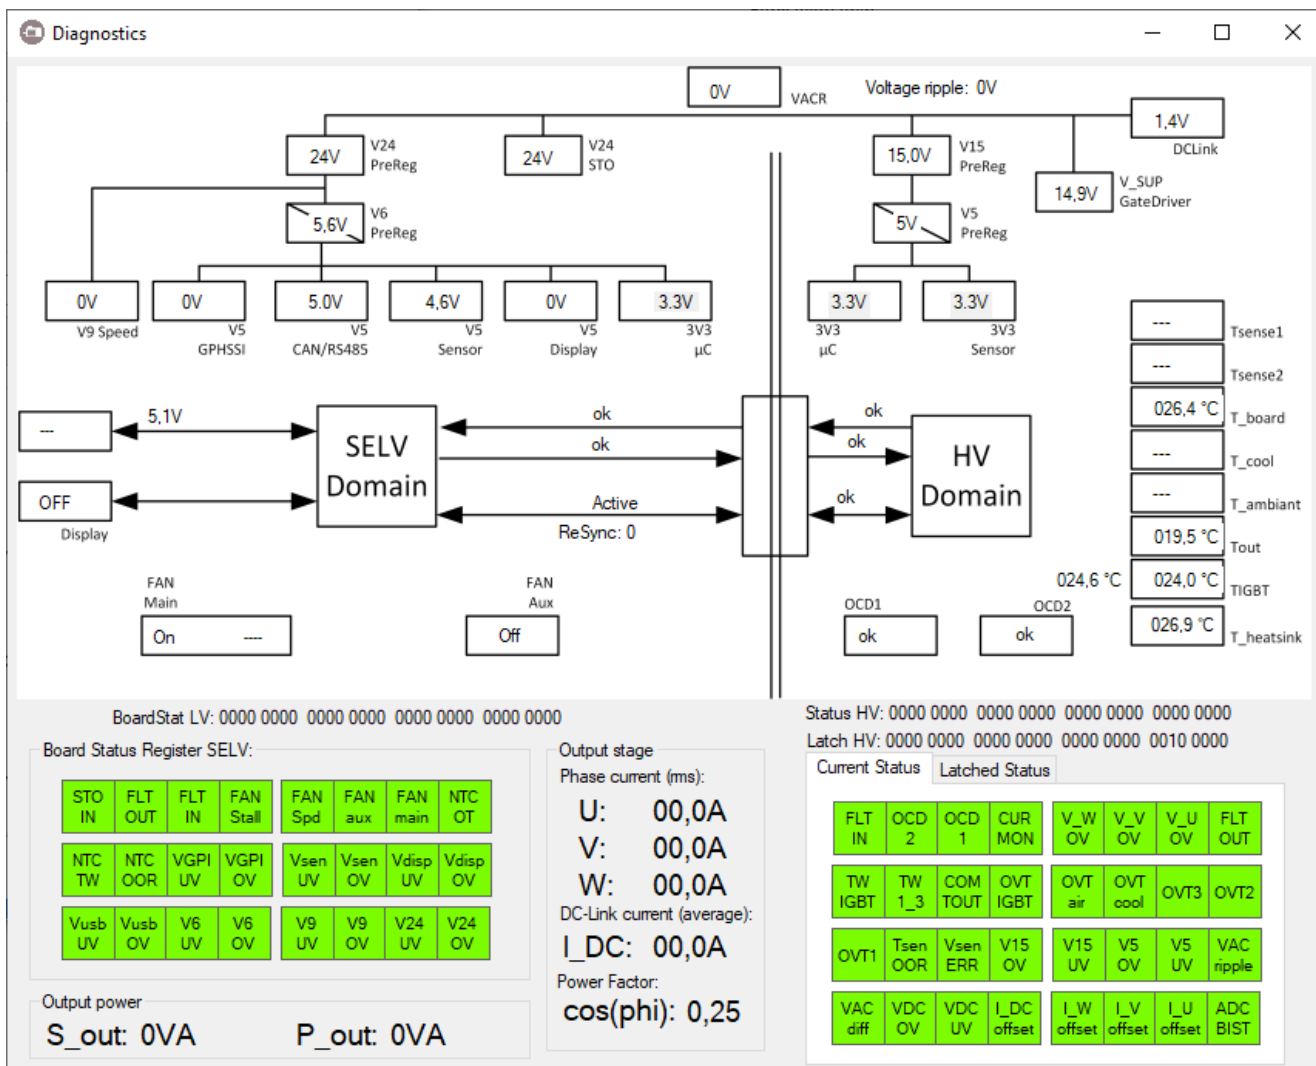 Diagnostics
0V
VACR
Voltage ripple: 0V
1,4V
DCLink
24V
V24
PreReg
24V
V24
STO
15,0V
V15
PreReg
14,9V
V_SUP
GateDriver
5,6V
V6
PreReg
5V
V5
PreReg
0V
V9 Speed
0V
V5
GPHSSI
5.0V
V5
CAN/RS485
4,6V
V5
Sensor
0V
V5
Display
3.3V
3V3
µC
3.3V
3V3
µC
3.3V
3V3
Sensor
---
Tsense1
---
Tsense2
026,4 °C
T_board
---
T_cool
---
T_ambiant
019,5 °C
Tout
024,6 °C
024,0 °C
TIGBT
026,9 °C
T_heatsink
---
5,1V
SELV
Domain
ok
ok
Active
ReSync: 0
ok
ok
ok
HV
Domain
OFF
Display
FAN
Main
On ----
FAN
Aux
Off
OCD1
ok
OCD2
ok
BoardStat LV: 0000 0000 0000 0000 0000 0000 0000 0000
Status HV: 0000 0000 0000 0000 0000 0000 0000 0000
Latch HV: 0000 0000 0000 0000 0000 0000 0010 0000
Board Status Register SELV:
STO IN
FLT OUT
FLT IN
FAN Stall
FAN Spd
FAN aux
FAN main
NTC OT
NTC TW
NTC OOR
VGPI UV
VGPI OV
Vsen UV
Vsen OV
Vdisp UV
Vdisp OV
Vusb UV
Vusb OV
V6 UV
V6 OV
V9 UV
V9 OV
V24 UV
V24 OV
Output power
S_out: 0VA P_out: 0VA
Output stage
Phase current (rms):
U: 00,0A
V: 00,0A
W: 00,0A
DC-Link current (average):
I_DC: 00,0A
Power Factor:
cos(phi): 0,25
Current Status
Latched Status
FLT IN
OCD 2
OCD 1
CUR MON
V_W OV
V_V OV
V_U OV
FLT OUT
TW IGBT
TW 1_3
COM TOUT
OVT IGBT
OVT air
OVT cool
OVT3
OVT2
OVT1
Tsen OOR
Vsen ERR
V15 OV
V15 UV
V5 OV
V5 UV
VAC ripple
VAC diff
VDC OV
VDC UV
I_DC offset
I_W offset
I_V offset
I_U offset
ADC BIST